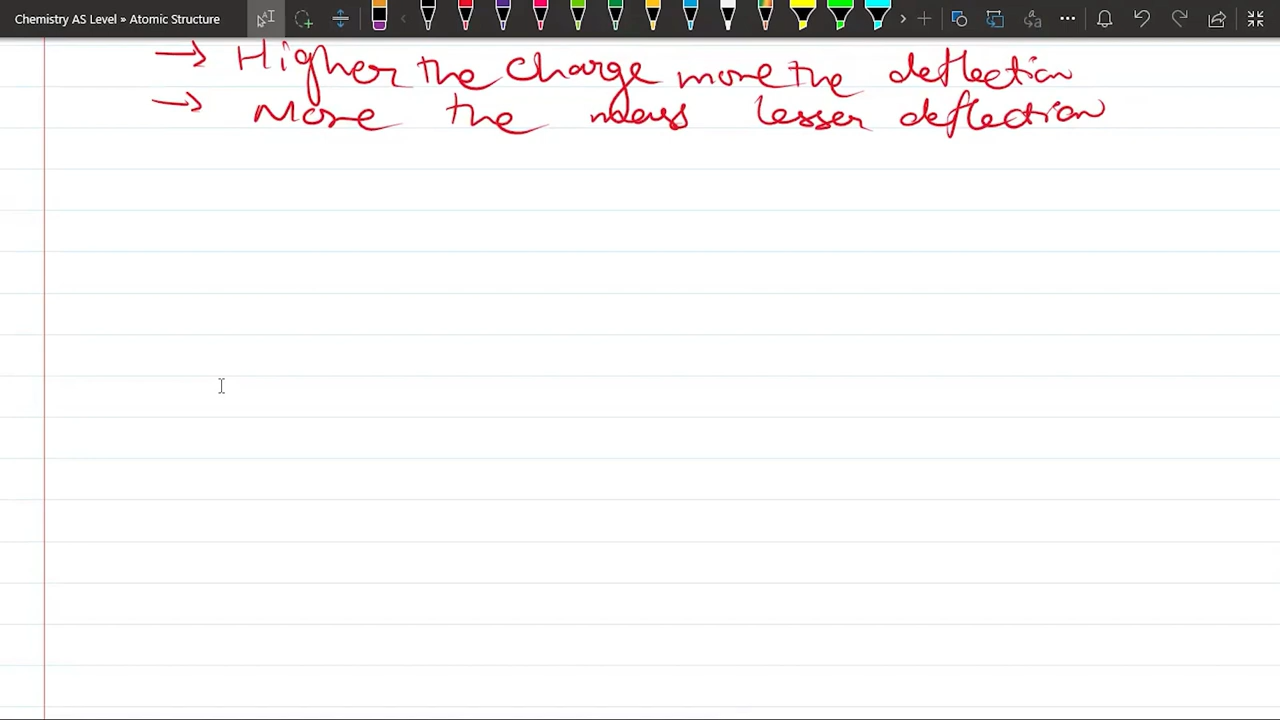 Chemistry AS Level » Atomic Structure
→ Higher the charge more the deflection
→ More the mass lesser deflection